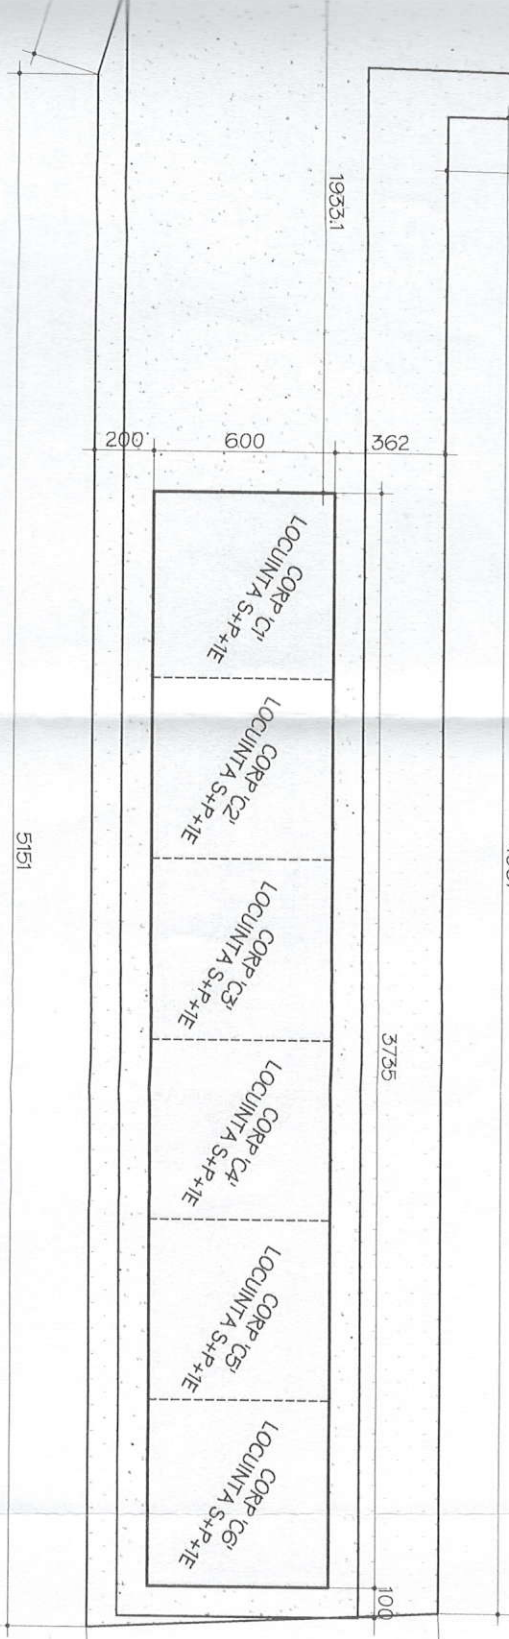 1933.1
200
600
362
CORP 'C1'
LOCUINTA S+P+1E
CORP 'C2'
LOCUINTA S+P+1E
5151
CORP 'C3'
LOCUINTA S+P+1E
3735
CORP 'C4'
LOCUINTA S+P+1E
CORP 'C5'
LOCUINTA S+P+1E
CORP 'C6'
LOCUINTA S+P+1E
100